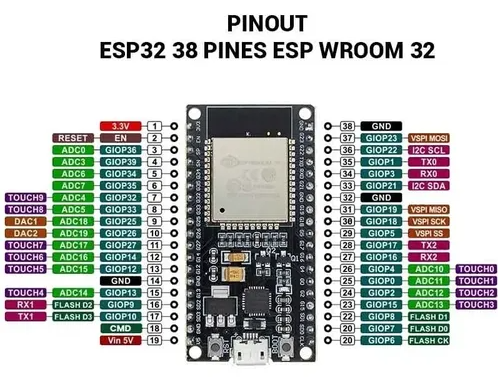 PINOUT
ESP32 38 PINES ESP WROOM 32
3.3V 1
RESET EN 2
ADC0 GIOP36 3
ADC3 GIOP39 4
ADC6 GIOP34 5
ADC7 GIOP35 6
TOUCH9 ADC4 GIOP32 7
TOUCH8 ADC5 GIOP33 8
DAC1 ADC18 GIOP25 9
DAC2 ADC19 GIOP26 10
TOUCH7 ADC17 GIOP27 11
TOUCH6 ADC16 GIOP14 12
TOUCH5 ADC15 GIOP12 13
GND 14
TOUCH4 ADC14 GIOP13 15
RX1 FLASH D2 GIOP9 16
TX1 FLASH D3 GIOP10 17
CMD 18
Vin 5V 19
38 GND
37 GIOP23 VSPI MOSI
36 GIOP22 I2C SCL
35 GIOP1 TX0
34 GIOP3 RX0
33 GIOP21 I2C SDA
32 GND
31 GIOP19 VSPI MISO
30 GIOP18 VSPI SCK
29 GIOP5 VSPI SS
28 GIOP17 TX2
27 GIOP16 RX2
26 GIOP4 ADC10 TOUCH0
25 GIOP0 ADC11 TOUCH1
24 GIOP2 ADC12 TOUCH2
23 GIOP15 ADC13 TOUCH3
22 GIOP8 FLASH D1
21 GIOP7 FLASH D0
20 GIOP6 FLASH CK